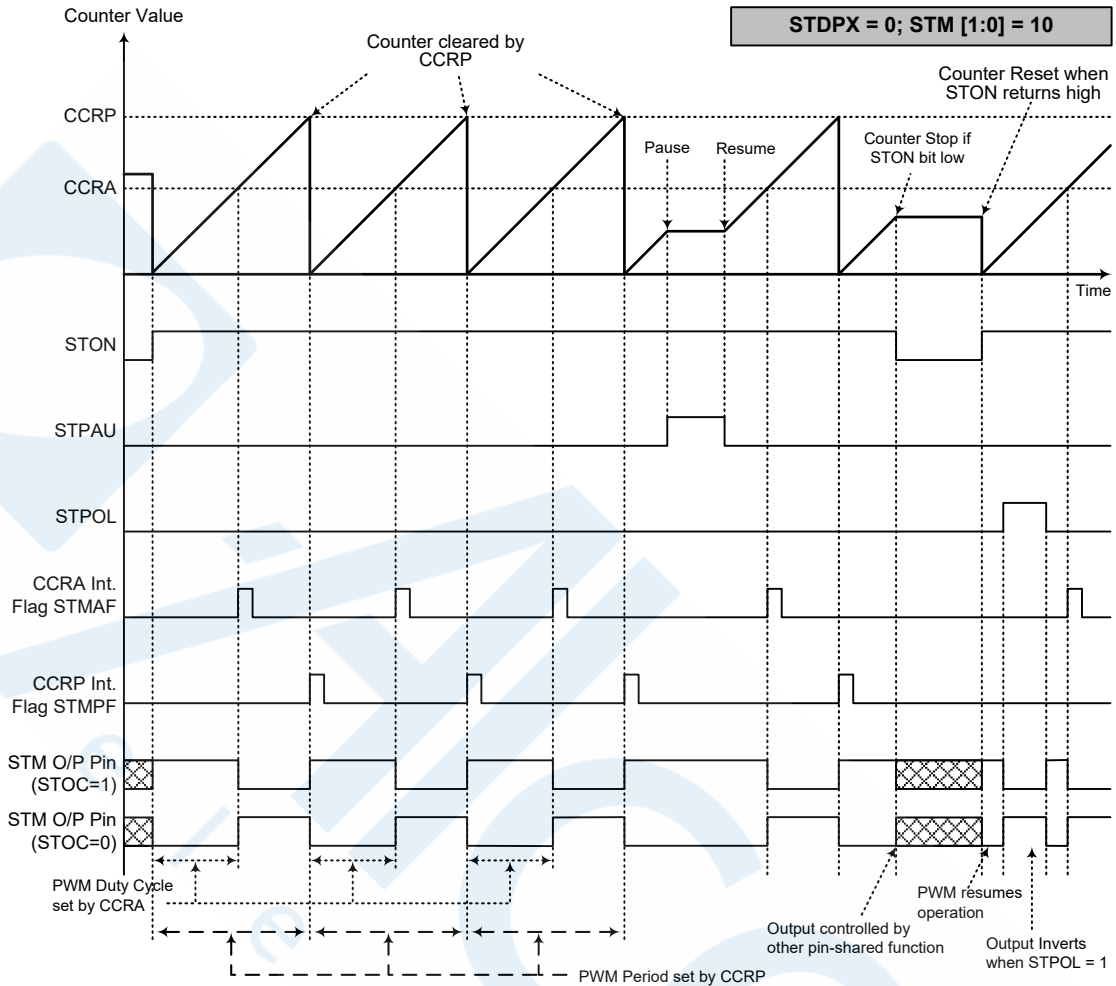 Counter Value
STDPX = 0; STM [1:0] = 10
Counter cleared by
CCRP
Counter Reset when
STON returns high
CCRP
Counter Stop if
STON bit low
Pause
Resume
CCRA
Time
STON
STPAU
STPOL
CCRA Int.
Flag STMAF
CCRP Int.
Flag STMPF
STM O/P Pin
(STOC=1)
STM O/P Pin
(STOC=0)
PWM Duty Cycle
set by CCRA
PWM resumes
operation
Output controlled by
other pin-shared function
Output Inverts
when STPOL = 1
PWM Period set by CCRP